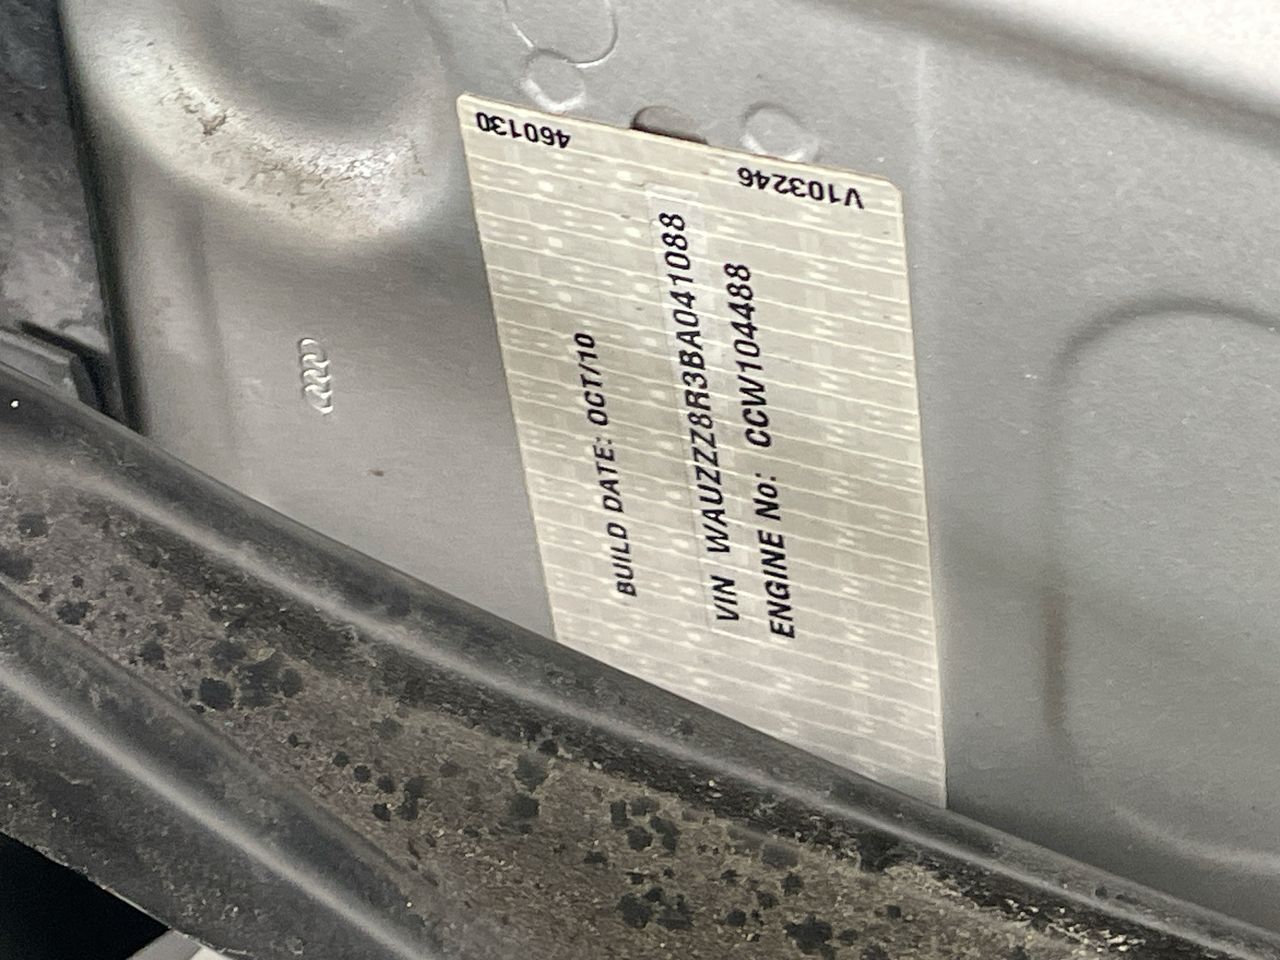 460130
V103246
BUILD DATE: OCT/10
VIN WAUZZZ8R3BA041088
ENGINE No: CCW104488